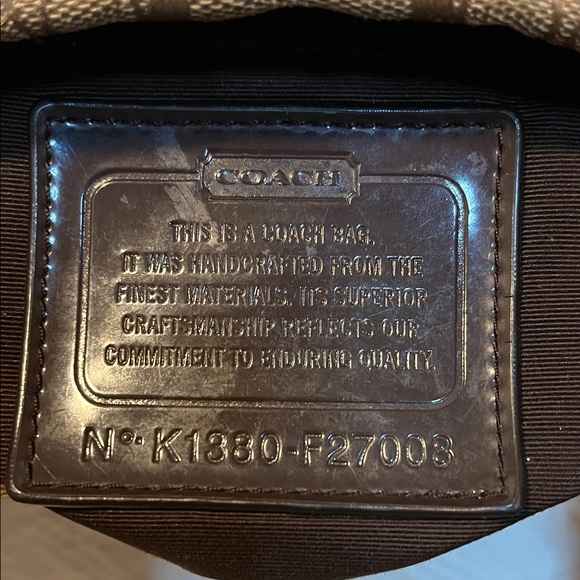 COACH
THIS IS A COACH BAG.
IT WAS HANDCRAFTED FROM THE
FINEST MATERIALS. ITS SUPERIOR
CRAFTSMANSHIP REFLECTS OUR
COMMITMENT TO ENDURING QUALITY.
Nº· K1380-F27003